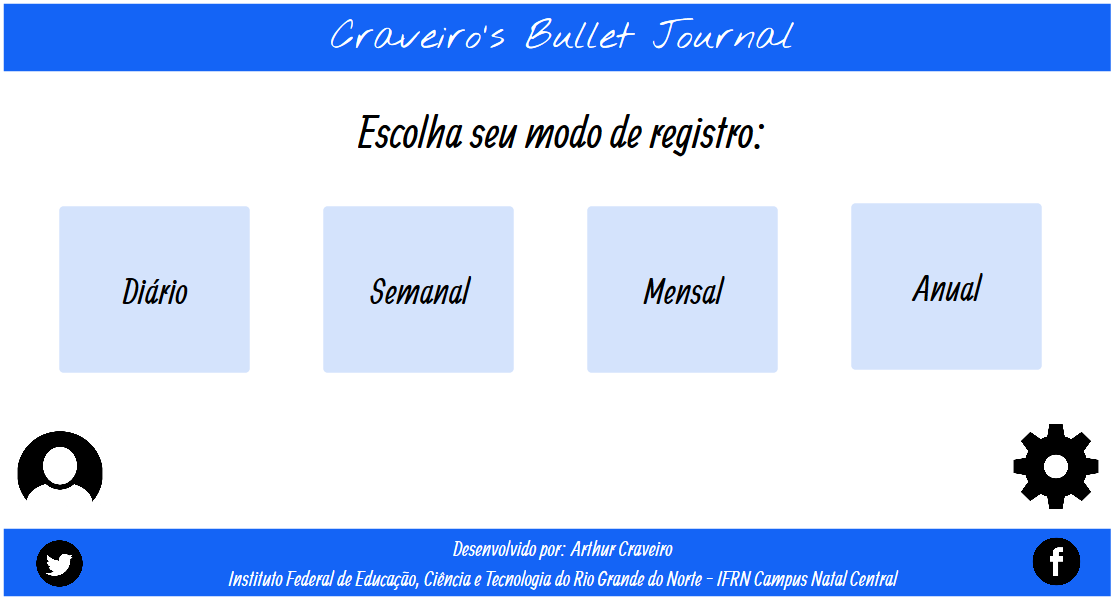 Craveiro's Bullet Journal
Escolha seu modo de registro:
Diário
Semanal
Mensal
Anual
Desenvolvido por: Arthur Craveiro
Instituto Federal de Educação, Ciência e Tecnologia do Rio Grande do Norte - IFRN Campus Natal Central